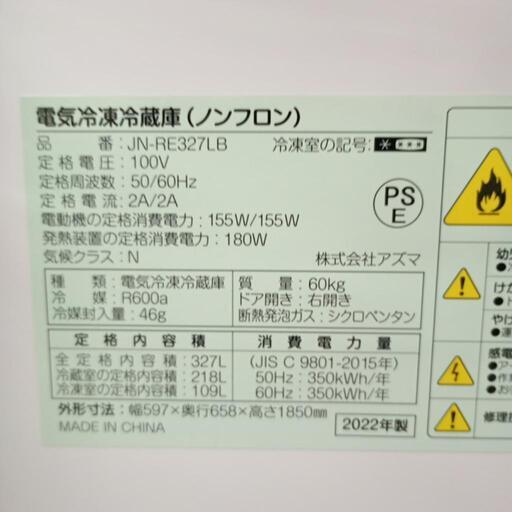 電気冷凍冷蔵庫(ノンフロン)
品番:JN-RE327LB 冷凍室の記号:
定格電圧:100V
定格周波数:50/60Hz
定格電流:2A/2A
電動機の定格消費電力:155W/155W
発熱装置の定格消費電力:180W
気候クラス:N
PS
E
株式会社アズマ
種類:電気冷凍冷蔵庫
冷媒:R600a
冷媒封入量:46g
質量:60kg
ドア開き:右開き
断熱発泡ガス:シクロペンタン
定格内容積
全定格内容積:327L
冷蔵室の定格内容積:218L
冷凍室の定格内容積:109L
消費電力量
(JIS C 9801-2015年)
50Hz:350kWh/年
60Hz:350kWh/年
外形寸法:幅597×奥行658×高さ1850mm
MADE IN CHINA
2022年製
幼
けが
やけ
感電
修理